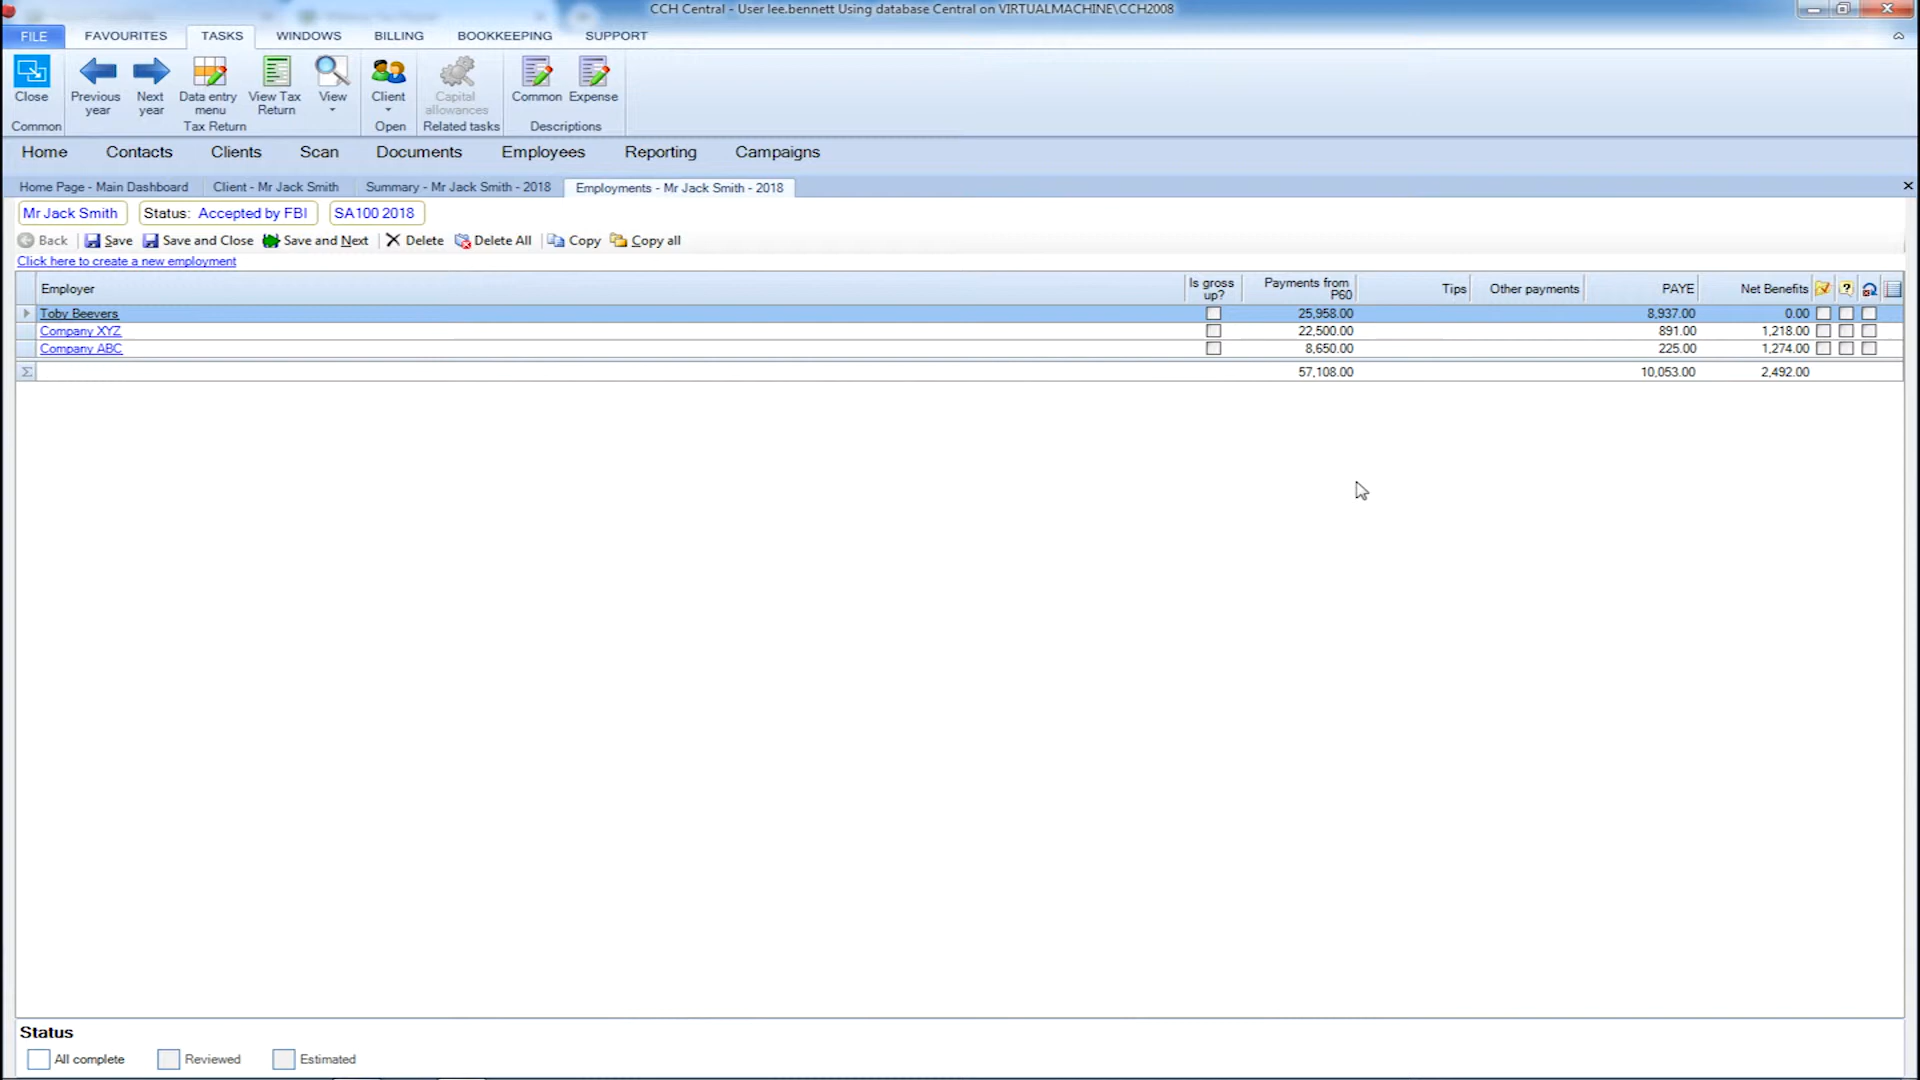 CCH Central - User lee.bennett Using database Central on VIRTUALMACHINE\CCH2008
FILE FAVOURITES TASKS WINDOWS BILLING BOOKKEEPING SUPPORT
Close Previous year Next year Data entry menu View Tax Return View Client Capital allowances Common Expense
Common Tax Return Open Related tasks Descriptions
Home Contacts Clients Scan Documents Employees Reporting Campaigns
Home Page - Main Dashboard Client - Mr Jack Smith Summary - Mr Jack Smith - 2018 Employments - Mr Jack Smith - 2018
Mr Jack Smith Status: Accepted by FBI SA100 2018
Back Save Save and Close Save and Next Delete Delete All Copy Copy all
Click here to create a new employment
Employer Is gross up? Payments from P60 Tips Other payments PAYE Net Benefits
Toby Beevers 25,958.00 8,937.00 0.00
Company XYZ 22,500.00 891.00 1,218.00
Company ABC 8,650.00 225.00 1,274.00
Σ 57,108.00 10,053.00 2,492.00
Status
All complete Reviewed Estimated